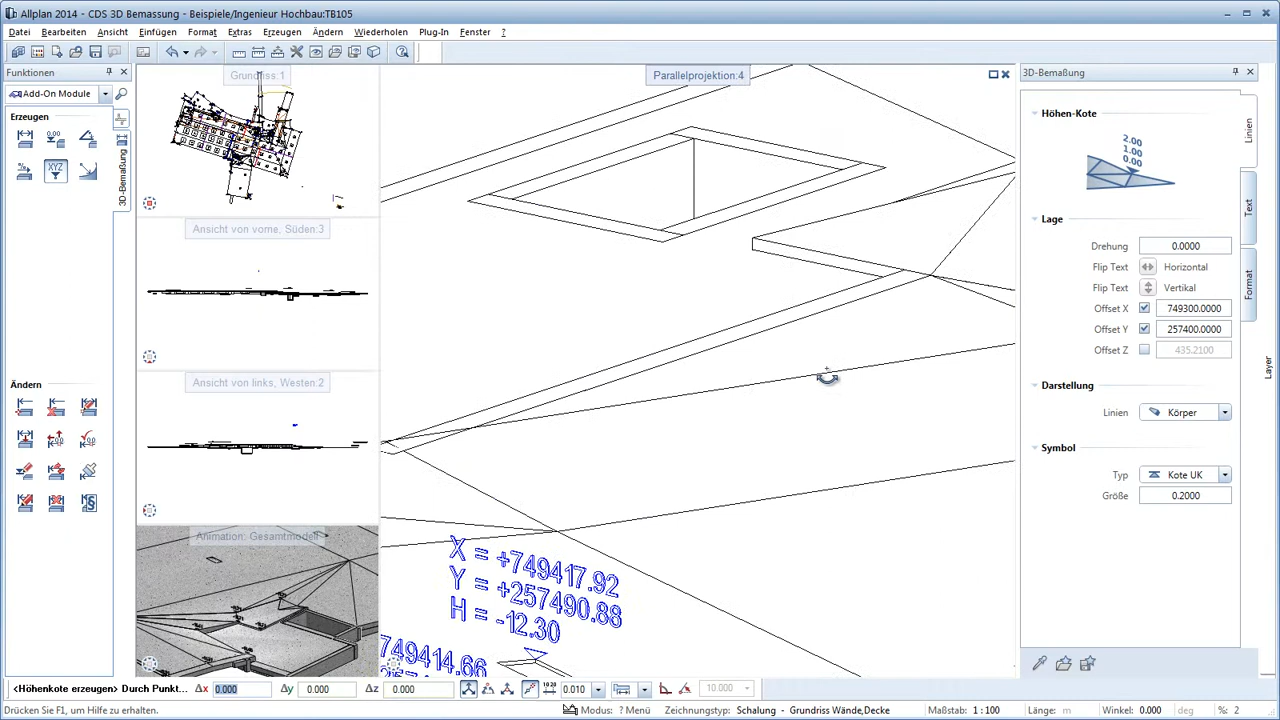 Allplan 2014 - CDS 3D Bemassung - Beispiele/Ingenieur Hochbau:TB105
Datei Bearbeiten Ansicht Einfügen Format Extras Erzeugen Ändern Wiederholen Plug-In Fenster ?
Funktionen
Add-On Module
Erzeugen
3D-Bemaßung
Ändern
Grundriss:1
Ansicht von vorne, Süden:3
Ansicht von links, Westen:2
Animation: Gesamtmodell
Parallelprojektion:4
X = +749417.92
Y = +257490.88
H = -12.30
749414.66
3D-Bemaßung
Höhen-Kote
2.00
1.00
0.00
Lage
Drehung 0.0000
Flip Text Horizontal
Flip Text Vertikal
Offset X 749300.0000
Offset Y 257400.0000
Offset Z 435.2100
Darstellung
Linien Körper
Symbol
Typ Kote UK
Größe 0.2000
Linien
Text
Format
Layer
<Höhenkote erzeugen> Durch Punkt... Δx 0.000 Δy 0.000 Δz 0.000 0.010 10.000
Drücken Sie F1, um Hilfe zu erhalten. Modus: ? Menü Zeichnungstyp: Schalung - Grundriss Wände,Decke Maßstab: 1 : 100 Länge: m Winkel: 0.000 deg %: 2